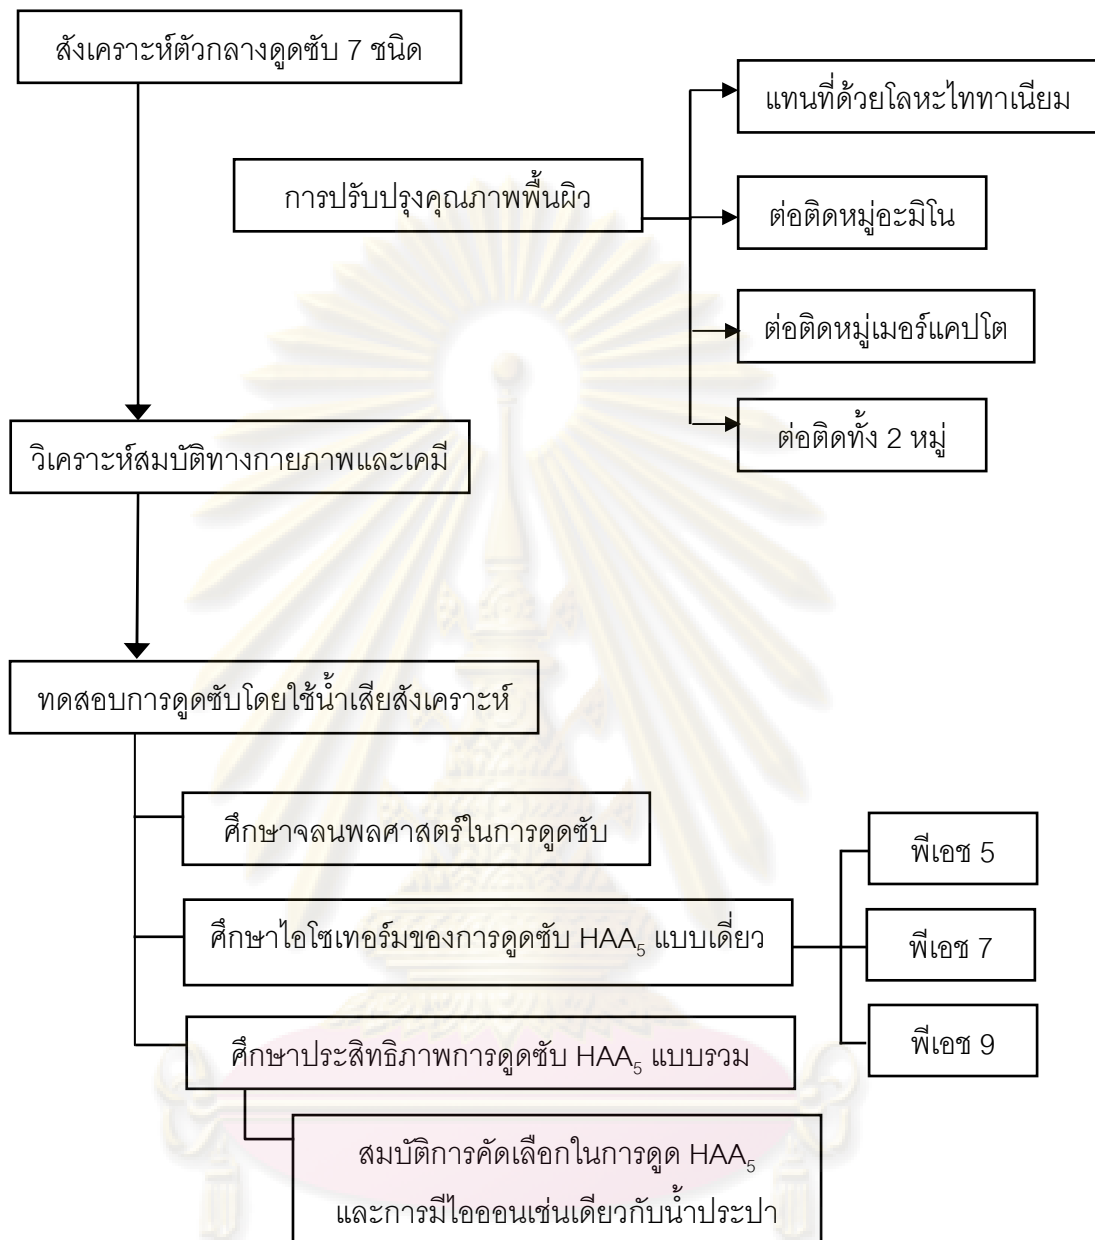 สังเคราะห์ตัวกลางดูดซับ 7 ชนิด
แทนที่ด้วยโลหะไททาเนียม
การปรับปรุงคุณภาพพื้นผิว
ต่อติดหมู่อะมิโน
ต่อติดหมู่เมอร์แคปโต
ต่อติดทั้ง 2 หมู่
วิเคราะห์สมบัติทางกายภาพและเคมี
ทดสอบการดูดซับโดยใช้น้ำเสียสังเคราะห์
ศึกษาจลนพลศาสตร์ในการดูดซับ
พีเอช 5
ศึกษาไอโซเทอร์มของการดูดซับ HAA₅ แบบเดี่ยว
พีเอช 7
พีเอช 9
ศึกษาประสิทธิภาพการดูดซับ HAA₅ แบบรวม
สมบัติการคัดเลือกในการดูด HAA₅
และการมีไอออนเช่นเดียวกับน้ำประปา